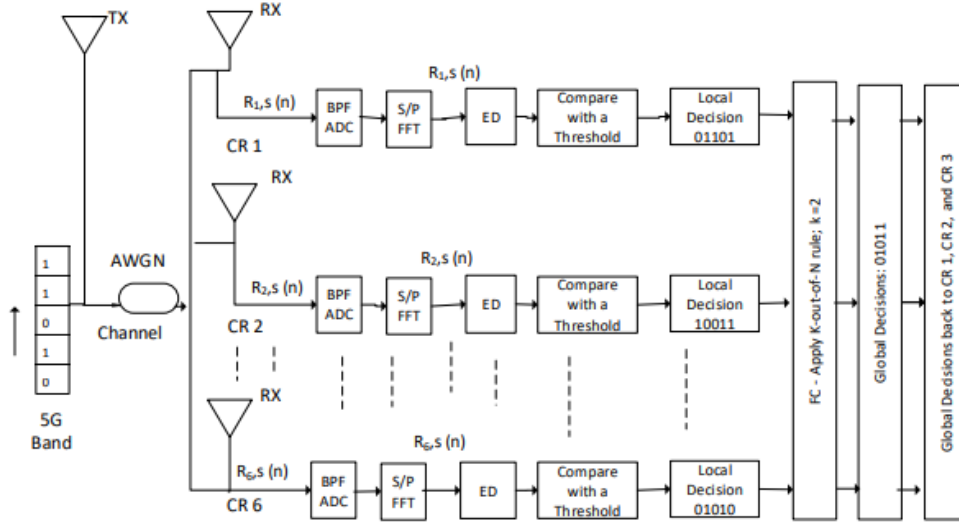 TX
RX
R1,s (n)
R1,s (n)
BPF
ADC
S/P
FFT
ED
Compare
with a
Threshold
Local
Decision
01101
CR 1
RX
AWGN
Channel
1
1
0
1
0
5G
Band
R2,s (n)
R2,s (n)
BPF
ADC
S/P
FFT
ED
Compare
with a
Threshold
Local
Decision
10011
CR 2
RX
R6,s (n)
R6,s (n)
BPF
ADC
S/P
FFT
ED
Compare
with a
Threshold
Local
Decision
01010
CR 6
FC - Apply K-out-of-N rule; k=2
Global Decisions: 01011
Global Decisions back to CR 1, CR 2, and CR 3